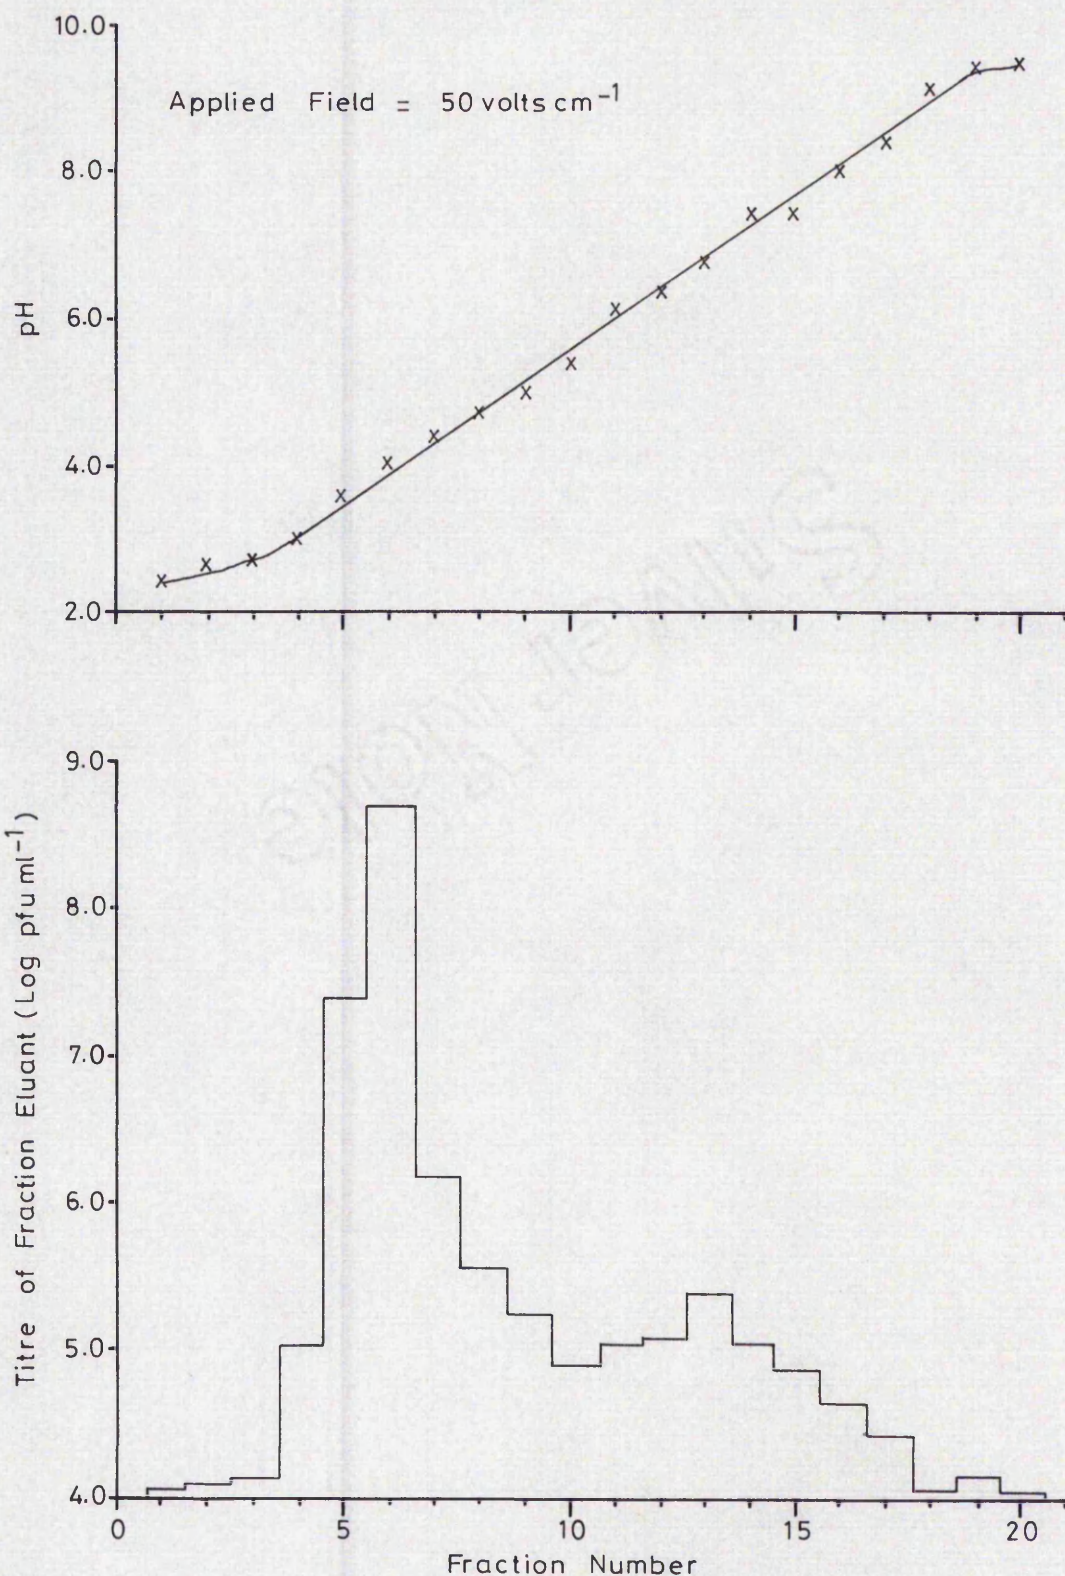 10.0
Applied Field = 50 volts cm⁻¹
8.0
6.0
pH
4.0
2.0
9.0
8.0
7.0
6.0
5.0
4.0
Titre of Fraction Eluant (Log pfu ml⁻¹)
0 5 10 15 20
Fraction Number